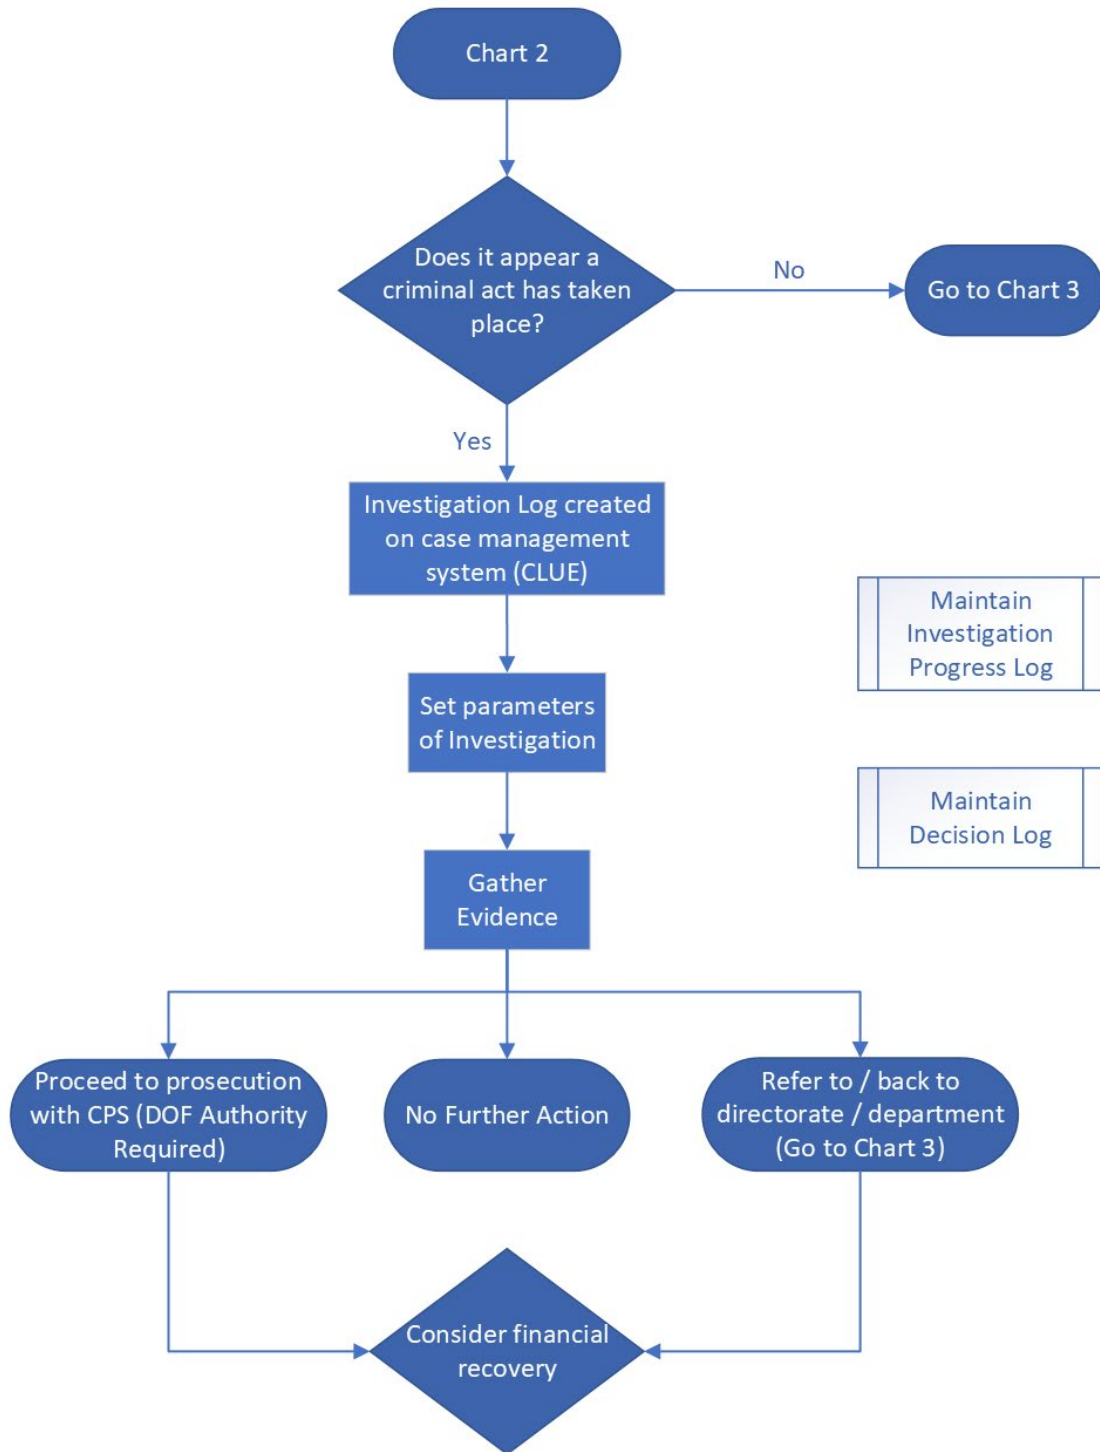 Chart 2
Does it appear a
criminal act has taken
place?
No
Go to Chart 3
Yes
Investigation Log created
on case management
system (CLUE)
Maintain
Investigation
Progress Log
Set parameters
of Investigation
Maintain
Decision Log
Gather
Evidence
Proceed to prosecution
with CPS (DOF Authority
Required)
No Further Action
Refer to / back to
directorate / department
(Go to Chart 3)
Consider financial
recovery